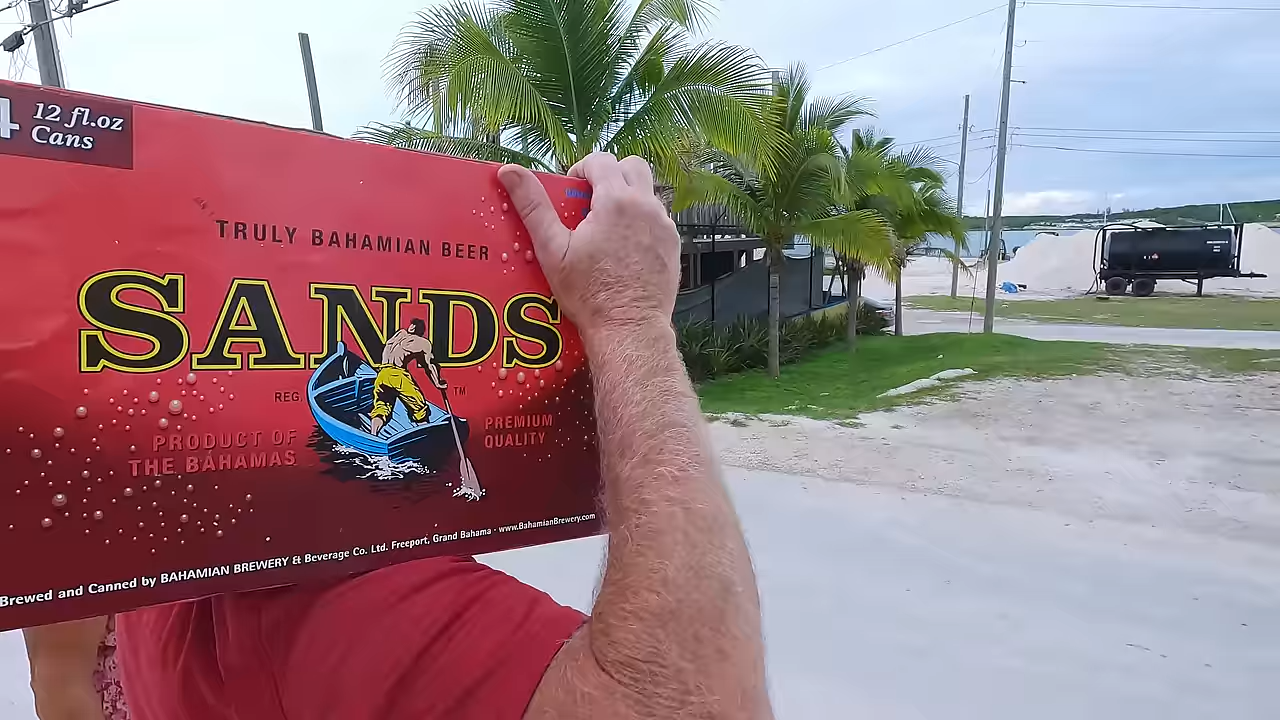 4 12 fl.oz
Cans
TRULY BAHAMIAN BEER
SANDS
REG.
TM
PRODUCT OF
THE BAHAMAS
PREMIUM
QUALITY
Brewed and Canned by BAHAMIAN BREWERY & Beverage Co. Ltd. Freeport, Grand Bahama · www.BahamianBrewery.com